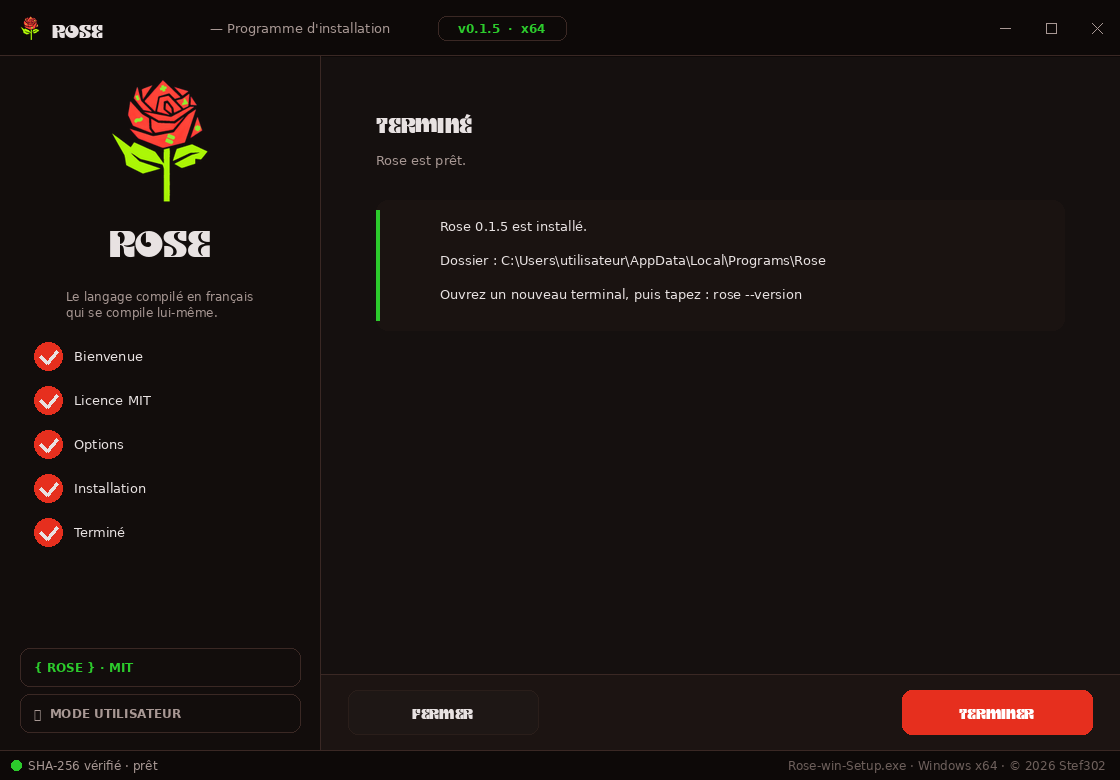 ROSE
— Programme d'installation
v0.1.5 · x64
ROSE
Le langage compilé en français
qui se compile lui-même.
Bienvenue
Licence MIT
Options
Installation
Terminé
{ ROSE } · MIT
MODE UTILISATEUR
TERMINÉ
Rose est prêt.
Rose 0.1.5 est installé.
Dossier : C:\Users\utilisateur\AppData\Local\Programs\Rose
Ouvrez un nouveau terminal, puis tapez : rose --version
FERMER
TERMINER
SHA-256 vérifié · prêt
Rose-win-Setup.exe · Windows x64 · © 2026 Stef302